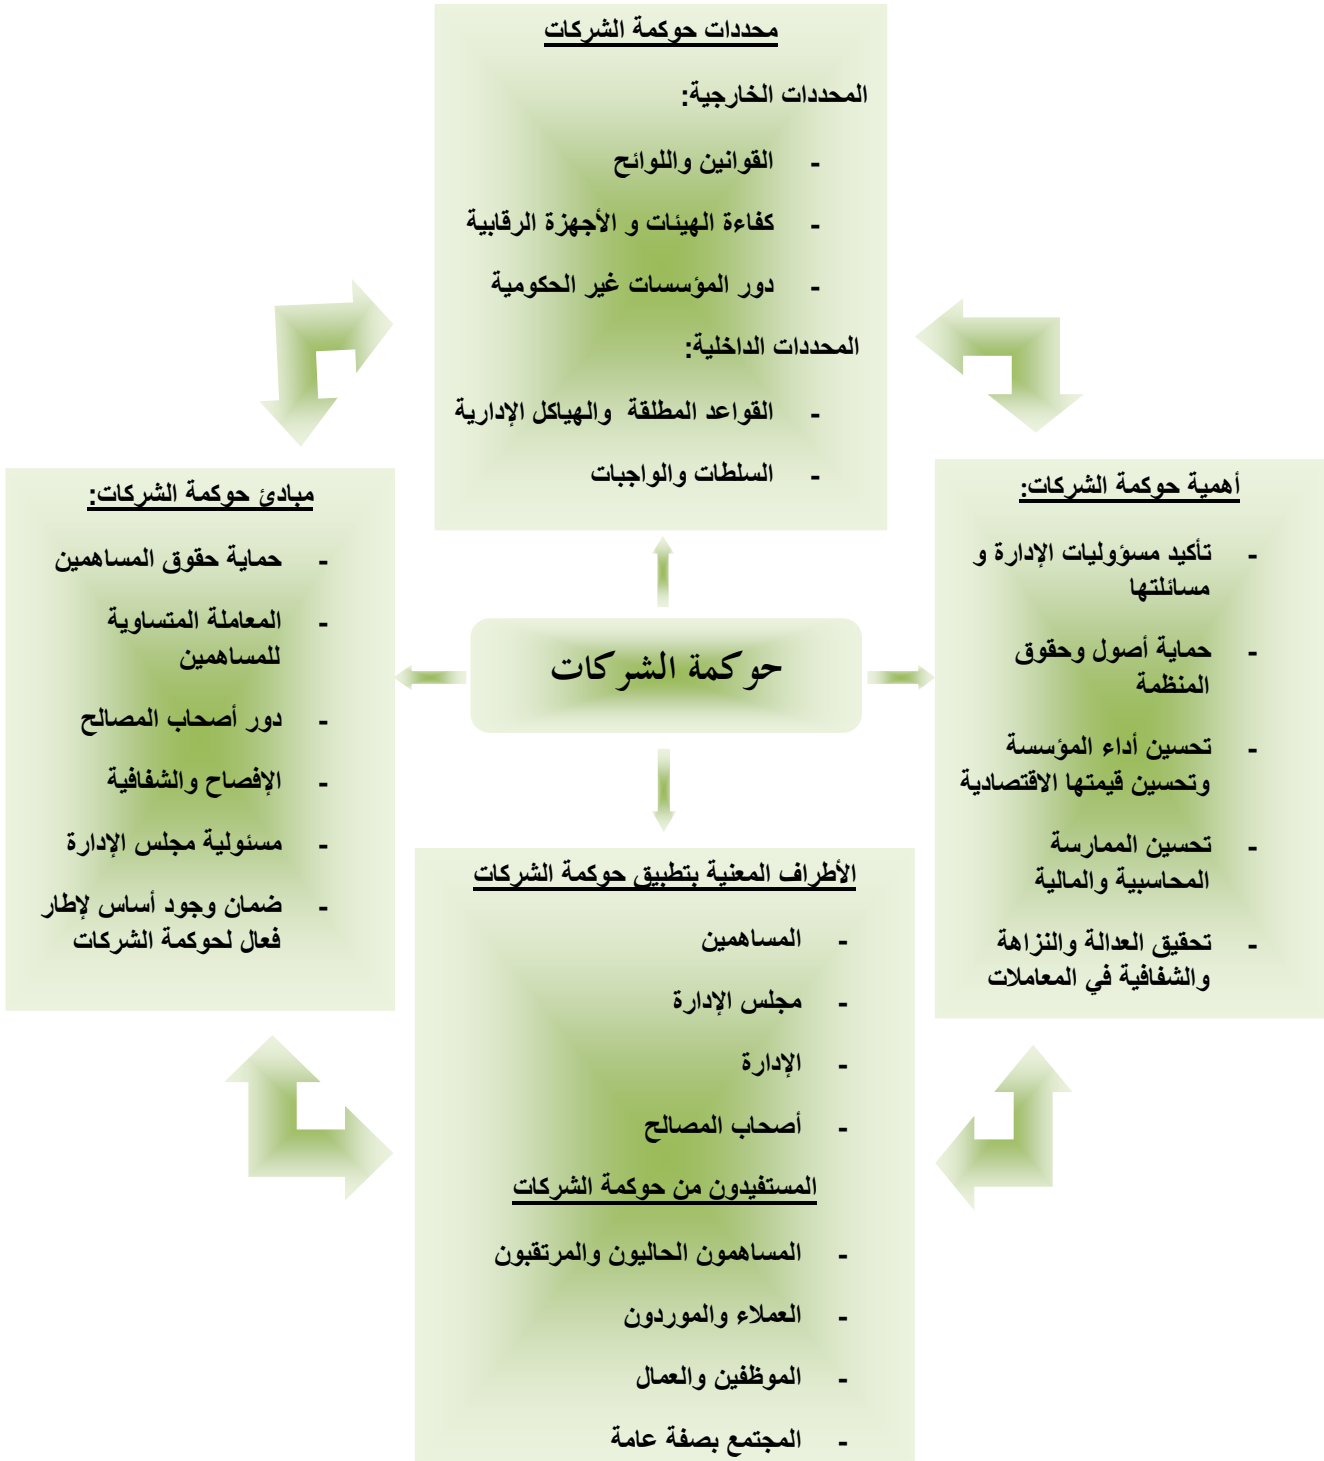 محددات حوكمة الشركات
المحددات الخارجية:
- القوانين واللوائح
- كفاءة الهيئات و الأجهزة الرقابية
- دور المؤسسات غير الحكومية
المحددات الداخلية:
- القواعد المطلقة والهياكل الإدارية
- السلطات والواجبات
أهمية حوكمة الشركات:
- تأكيد مسؤوليات الإدارة و
مسائلتها
- حماية أصول وحقوق
المنظمة
- تحسين أداء المؤسسة
وتحسين قيمتها الاقتصادية
- تحسين الممارسة
المحاسبية والمالية
- تحقيق العدالة والنزاهة
والشفافية في المعاملات
حوكمة الشركات
مبادئ حوكمة الشركات:
- حماية حقوق المساهمين
- المعاملة المتساوية
للمساهمين
- دور أصحاب المصالح
- الإفصاح والشفافية
- مسئولية مجلس الإدارة
- ضمان وجود أساس لإطار
فعال لحوكمة الشركات
الأطراف المعنية بتطبيق حوكمة الشركات
- المساهمين
- مجلس الإدارة
- الإدارة
- أصحاب المصالح
المستفيدون من حوكمة الشركات
- المساهمون الحاليون والمرتقبون
- العملاء والموردون
- الموظفين والعمال
- المجتمع بصفة عامة